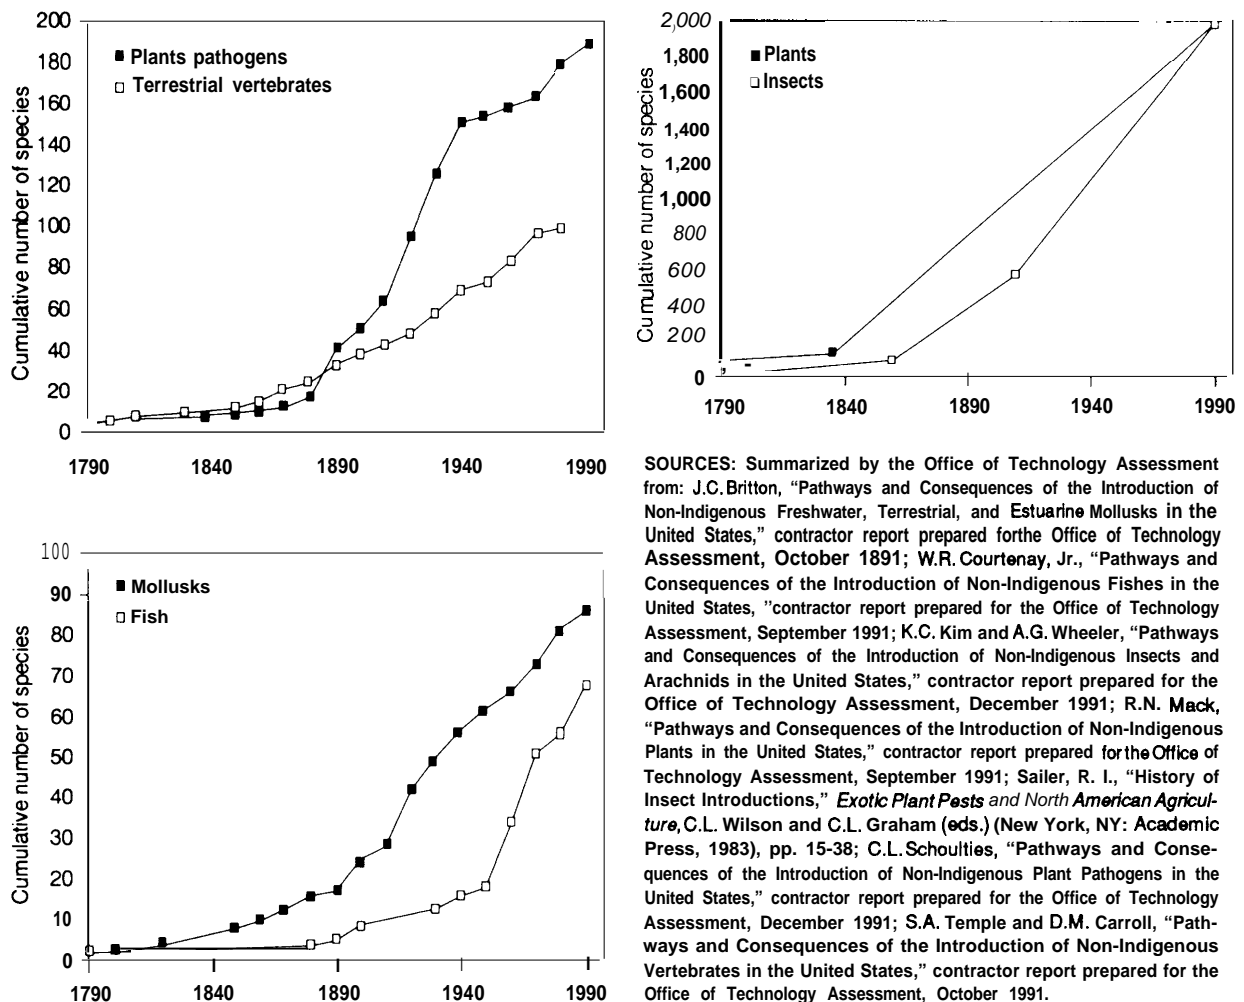 200
180
160
140
120
100
80
60
40
20
0
Cumulative number of species
Plants pathogens
Terrestrial vertebrates
1790 1840 1890 1940 1990
2,000
1,800
1,600
1,400
1,200
1,000
800
600
400
200
0
Cumulative number of species
Plants
Insects
1790 1840 1890 1940 1990
100
90
80
70
60
50
40
30
20
10
0
Cumulative number of species
Mollusks
Fish
1790 1840 1890 1940 1990
SOURCES: Summarized by the Office of Technology Assessment
from: J.C. Britton, “Pathways and Consequences of the Introduction of
Non-Indigenous Freshwater, Terrestrial, and Estuarine Mollusks in the
United States,” contractor report prepared forthe Office of Technology
Assessment, October 1891; W.R. Courtenay, Jr., “Pathways and
Consequences of the Introduction of Non-Indigenous Fishes in the
United States, ’’contractor report prepared for the Office of Technology
Assessment, September 1991; K.C. Kim and A.G. Wheeler, “Pathways
and Consequences of the Introduction of Non-Indigenous Insects and
Arachnids in the United States,” contractor report prepared for the
Office of Technology Assessment, December 1991; R.N. Mack,
“Pathways and Consequences of the Introduction of Non-Indigenous
Plants in the United States,” contractor report prepared for the Office of
Technology Assessment, September 1991; Sailer, R. I., “History of
Insect Introductions,” Exotic Plant Pests and North American Agricul-
ture, C.L. Wilson and C.L. Graham (eds.) (New York, NY: Academic
Press, 1983), pp. 15-38; C.L. Schoulties, “Pathways and Conse-
quences of the Introduction of Non-Indigenous Plant Pathogens in the
United States,” contractor report prepared for the Office of Technology
Assessment, December 1991; S.A. Temple and D.M. Carroll, “Path-
ways and Consequences of the Introduction of Non-Indigenous
Vertebrates in the United States,” contractor report prepared for the
Office of Technology Assessment, October 1991.